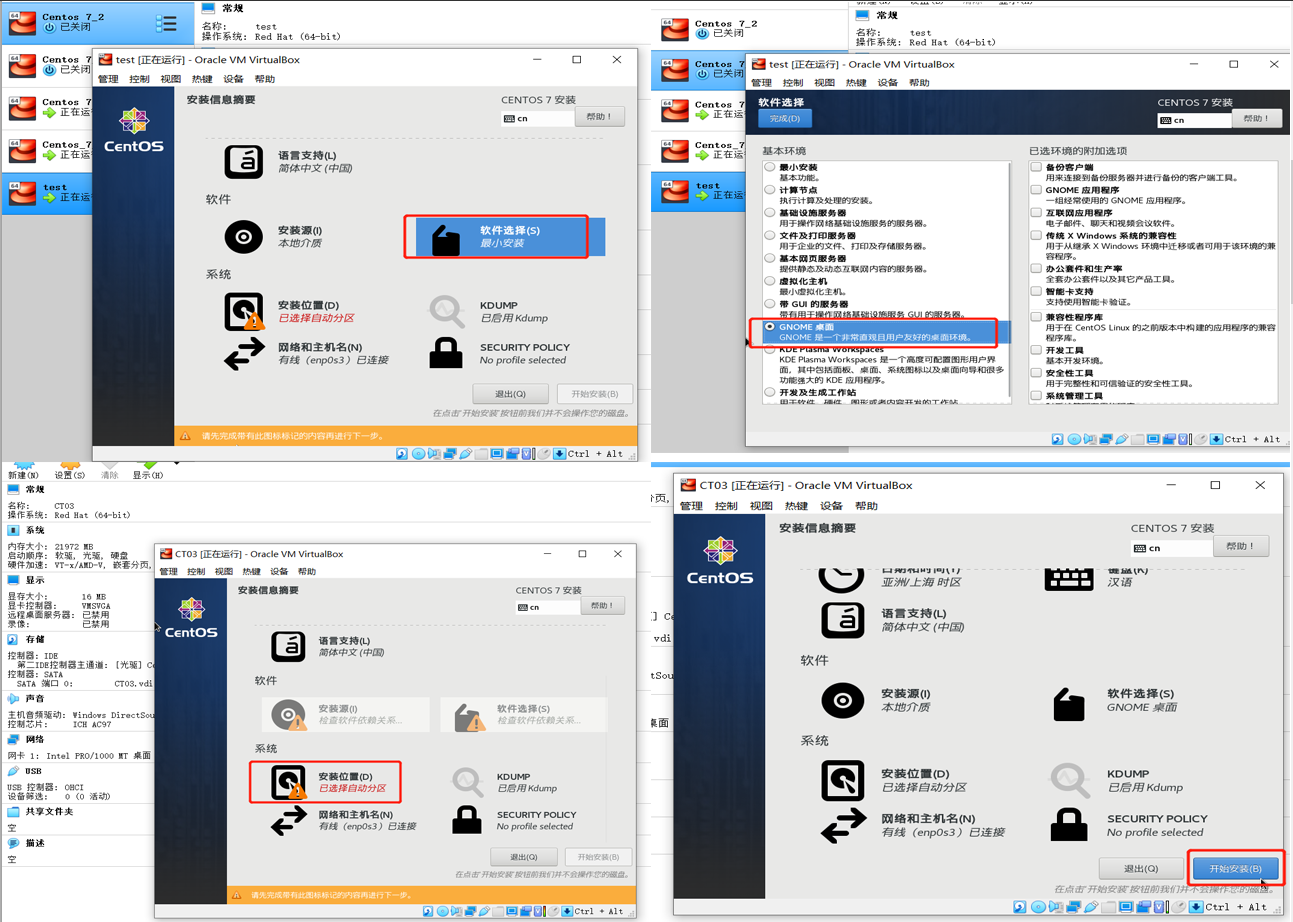 Centos 7_2
已关闭
Centos 7
已关闭
Centos 7
正在运
Centos_7
正在运
test
正在运
常规
名称: test
操作系统: Red Hat (64-bit)
test [正在运行] - Oracle VM VirtualBox
管理 控制 视图 热键 设备 帮助
CentOS
安装信息摘要
CENTOS 7 安装
cn
帮助！
语言支持(L)
简体中文 (中国)
软件
安装源(I)
本地介质
软件选择(S)
最小安装
系统
安装位置(D)
已选择自动分区
KDUMP
已启用 Kdump
网络和主机名(N)
有线（enp0s3）已连接
SECURITY POLICY
No profile selected
退出(Q)
开始安装(B)
在点击'开始安装'按钮前我们并不会操作您的磁盘。
请先完成带有此图标标记的内容再进行下一步。
Ctrl + Alt
Centos 7_2
已关闭
Centos 7
已关闭
Centos 7
正在运
Centos_7
正在运
test
正在运
常规
名称: test
操作系统: Red Hat (64-bit)
test [正在运行] - Oracle VM VirtualBox
管理 控制 视图 热键 设备 帮助
软件选择
完成(D)
CENTOS 7 安装
cn
帮助！
基本环境
最小安装
基本功能。
计算节点
执行计算及处理的安装。
基础设施服务器
用于操作网络基础设施服务的服务器。
文件及打印服务器
用于企业的文件、打印及存储服务器。
基本网页服务器
提供静态及动态互联网内容的服务器。
虚拟化主机
最小虚拟化主机。
带 GUI 的服务器
带有用于操作网络基础设施服务 GUI 的服务器。
GNOME 桌面
GNOME 是一个非常直观且用户友好的桌面环境。
KDE Plasma Workspaces
KDE Plasma Workspaces 是一个高度可配置图形用户界
面，其中包括面板、桌面、系统图标以及桌面向导和很多
功能强大的 KDE 应用程序。
开发及生成工作站
用于软件、硬件、图形或者内容开发的工作站。
已选环境的附加选项
备份客户端
用来连接到备份服务器并进行备份的客户端工具。
GNOME 应用程序
一组经常使用的 GNOME 应用程序。
互联网应用程序
电子邮件、聊天和视频会议软件。
传统 X Windows 系统的兼容性
用于从继承 X Windows 环境中迁移或者可用于该环境的兼
容程序。
办公套件和生产率
全套办公套件以及其它产品工具。
智能卡支持
支持使用智能卡验证。
兼容性程序库
用于在 CentOS Linux 的之前版本中构建的应用程序的兼容
程序库。
开发工具
基本开发环境。
安全性工具
用于完整性和可信验证的安全性工具。
系统管理工具
Ctrl + Alt
新建(N) 设置(S) 清除 显示(H)
常规
名称: CT03
操作系统: Red Hat (64-bit)
系统
内存大小: 21972 MB
启动顺序: 软驱, 光驱, 硬盘
硬件加速: VT-x/AMD-V, 嵌套分页,
显示
显存大小: 16 MB
显卡控制器: VMSVGA
远程桌面服务器: 已禁用
录像: 已禁用
存储
控制器: IDE
第二IDE控制器主通道: [光驱] Ce
控制器: SATA
SATA 端口 0: CT03.vdi
声音
主机音频驱动: Windows DirectSou
控制芯片: ICH AC97
网络
网卡 1: Intel PRO/1000 MT 桌面
USB
USB 控制器: OHCI
设备筛选: 0 (0 活动)
共享文件夹
空
描述
空
CT03 [正在运行] - Oracle VM VirtualBox
管理 控制 视图 热键 设备 帮助
CentOS
安装信息摘要
CENTOS 7 安装
cn
帮助！
语言支持(L)
简体中文 (中国)
软件
安装源(I)
检查软件依赖关系...
软件选择(S)
检查软件依赖关系...
系统
安装位置(D)
已选择自动分区
KDUMP
已启用 Kdump
网络和主机名(N)
有线（enp0s3）已连接
SECURITY POLICY
No profile selected
退出(Q)
开始安装(B)
在点击'开始安装'按钮前我们并不会操作您的磁盘。
请先完成带有此图标标记的内容再进行下一步。
Ctrl + Alt
分页,
] Ce
.vdi
tSou
桌面
CT03 [正在运行] - Oracle VM VirtualBox
管理 控制 视图 热键 设备 帮助
CentOS
安装信息摘要
CENTOS 7 安装
cn
帮助！
日期和时间(T)
亚洲/上海 时区
键盘(K)
汉语
语言支持(L)
简体中文 (中国)
软件
安装源(I)
本地介质
软件选择(S)
GNOME 桌面
系统
安装位置(D)
已选择自动分区
KDUMP
已启用 Kdump
网络和主机名(N)
有线（enp0s3）已连接
SECURITY POLICY
No profile selected
退出(Q)
开始安装(B)
在点击'开始安装'按钮前我们并不会操作您的磁盘。
Ctrl + Alt